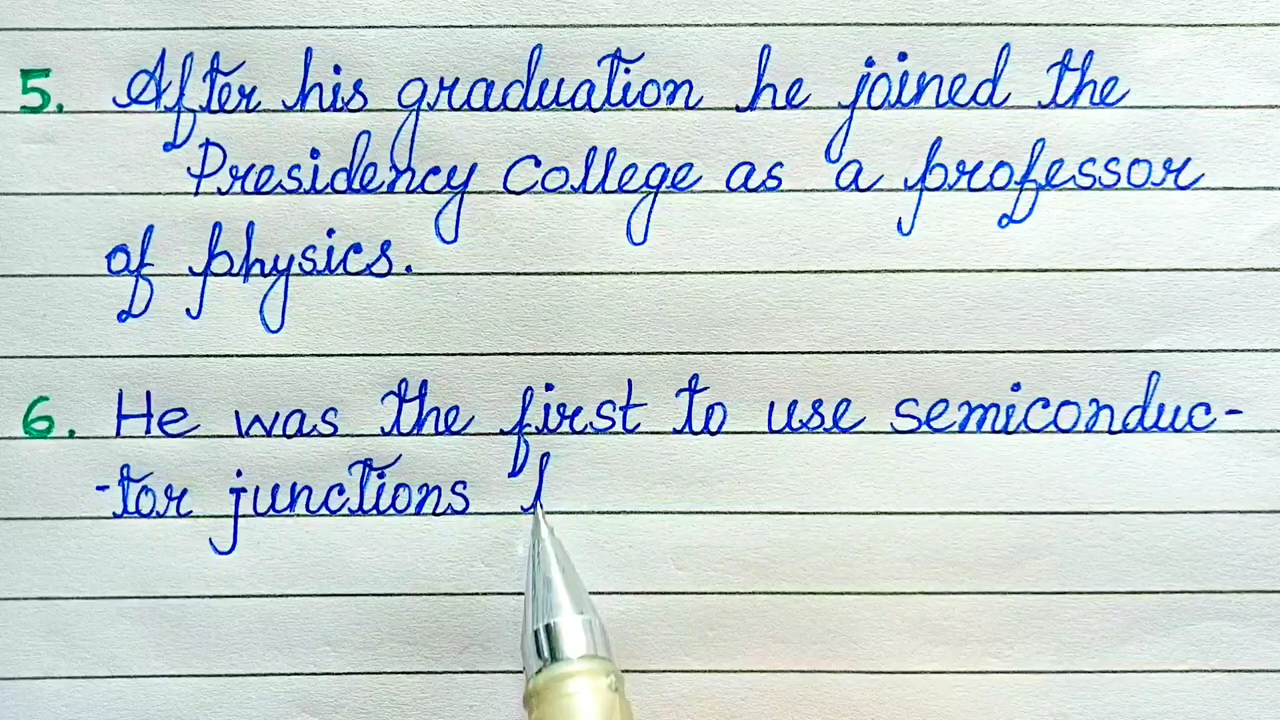 5. After his graduation he joined the
Presidency College as a professor
of physics.
6. He was the first to use semiconduc-
-tor junctions